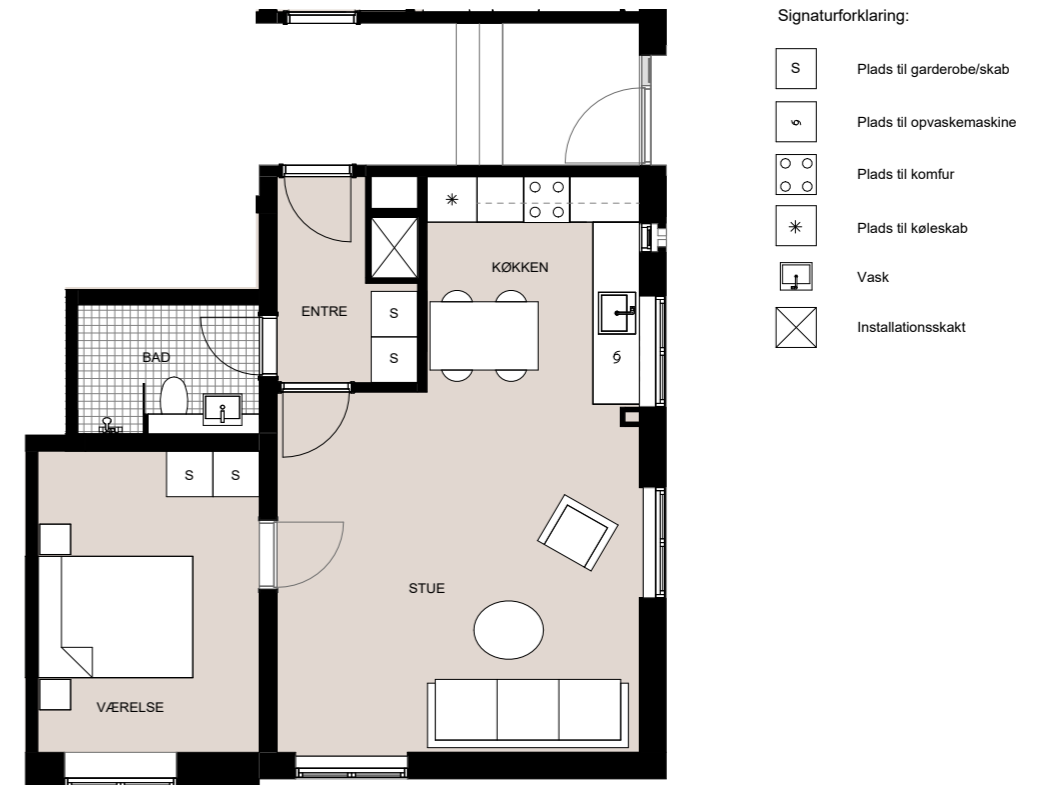 Signaturforklaring:
S Plads til garderobe/skab
Plads til opvaskemaskine
Plads til komfur
Plads til køleskab
Vask
Installationsskakt
KØKKEN
ENTRE
S
S
BAD
S S
STUE
VÆRELSE